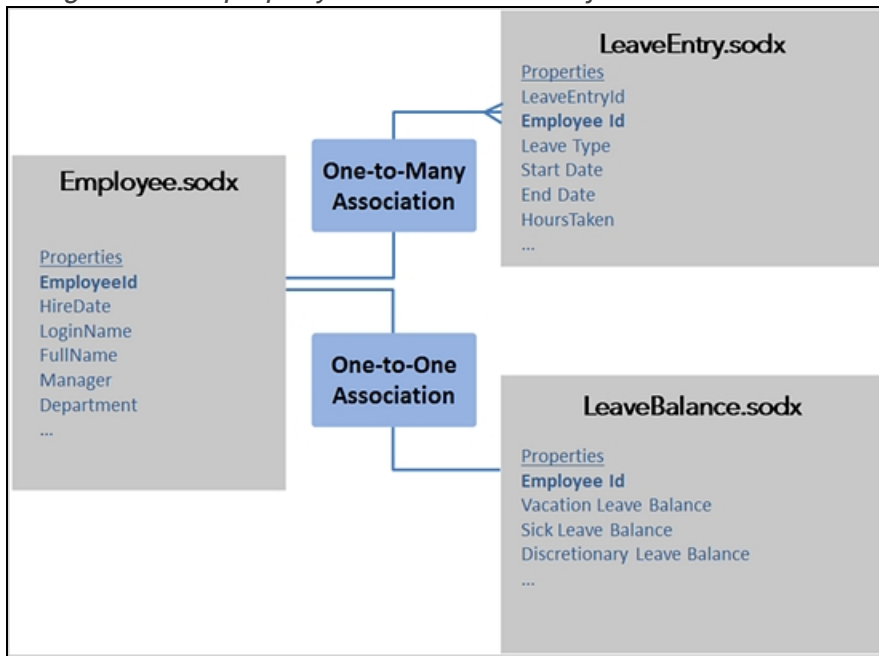 Employee.sodx
Properties
EmployeeId
HireDate
LoginName
FullName
Manager
Department
...
One-to-Many
Association
One-to-One
Association
LeaveEntry.sodx
Properties
LeaveEntryId
Employee Id
Leave Type
Start Date
End Date
HoursTaken
...
LeaveBalance.sodx
Properties
Employee Id
Vacation Leave Balance
Sick Leave Balance
Discretionary Leave Balance
...